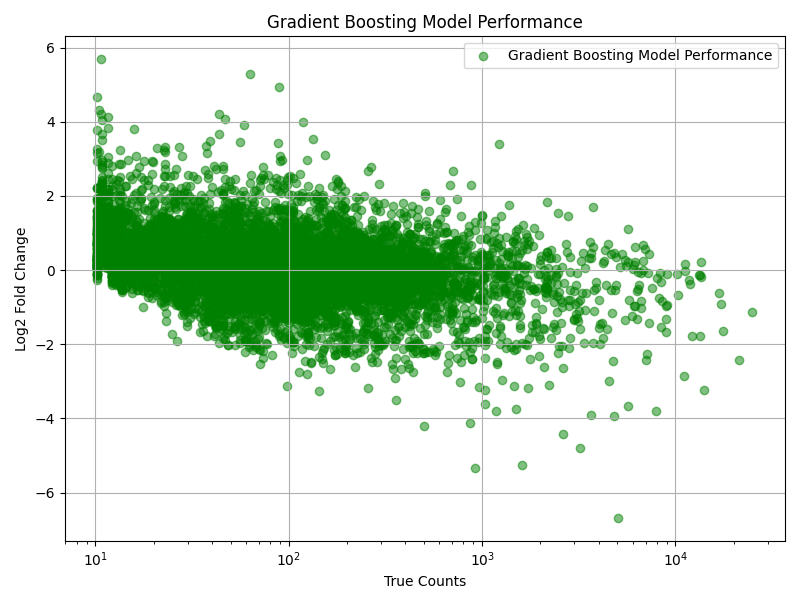 Gradient Boosting Model Performance
Gradient Boosting Model Performance
Log2 Fold Change
6
4
2
0
−2
−4
−6
10¹
10²
10³
10⁴
True Counts